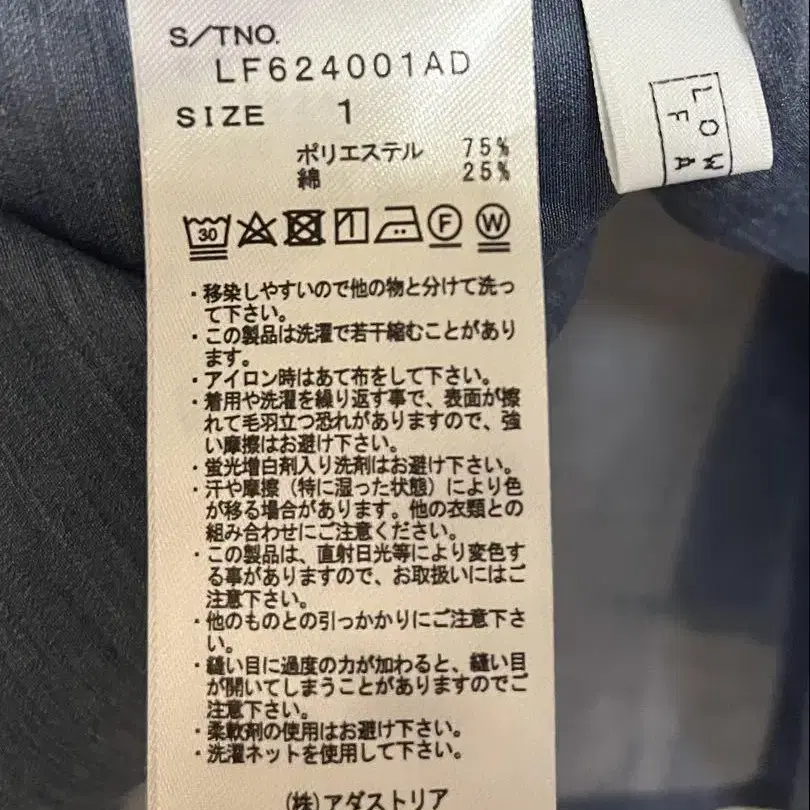 S/TNO.
LF624001AD
SIZE 1
ポリエステル 75%
綿 25%
30 1 F W
・移染しやすいので他の物と分けて洗っ
て下さい。
・この製品は洗濯で若干縮むことがあり
ます。
・アイロン時はあて布をして下さい。
・着用や洗濯を繰り返す事で、表面が擦
れて毛羽立つ恐れがありますので、強
い摩擦はお避け下さい。
・蛍光増白剤入り洗剤はお避け下さい。
・汗や摩擦（特に湿った状態）により色
が移る場合があります。他の衣類との
組み合わせにご注意ください。
・この製品は、直射日光等により変色す
る事がありますので、お取扱いにはご
注意下さい。
・他のものとの引っかかりにご注意下さ
い。
・縫い目に過度の力が加わると、縫い目
が開いてしまうことがありますのでご
注意下さい。
・柔軟剤の使用はお避け下さい。
・洗濯ネットを使用して下さい。
(株)アダストリア
LOW
F A